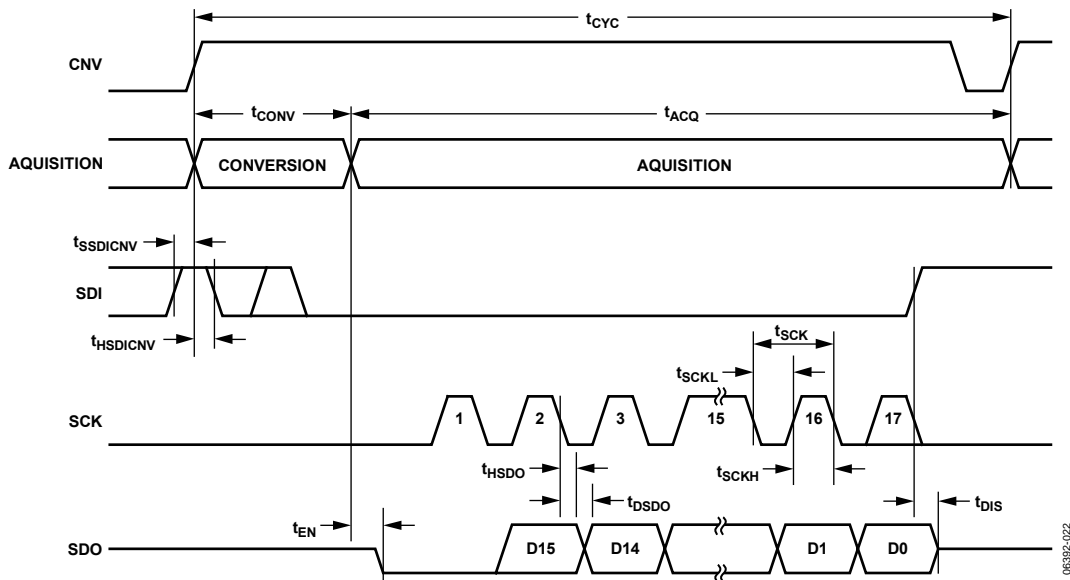 tCYC
CNV
tCONV
tACQ
AQUISITION
CONVERSION
AQUISITION
tSSDICNV
SDI
tHSDICNV
tSCK
tSCKL
SCK
1
2
3
15
16
17
tHSDO
tSCKH
tDSDO
tEN
tDIS
SDO
D15
D14
D1
D0
06392-022